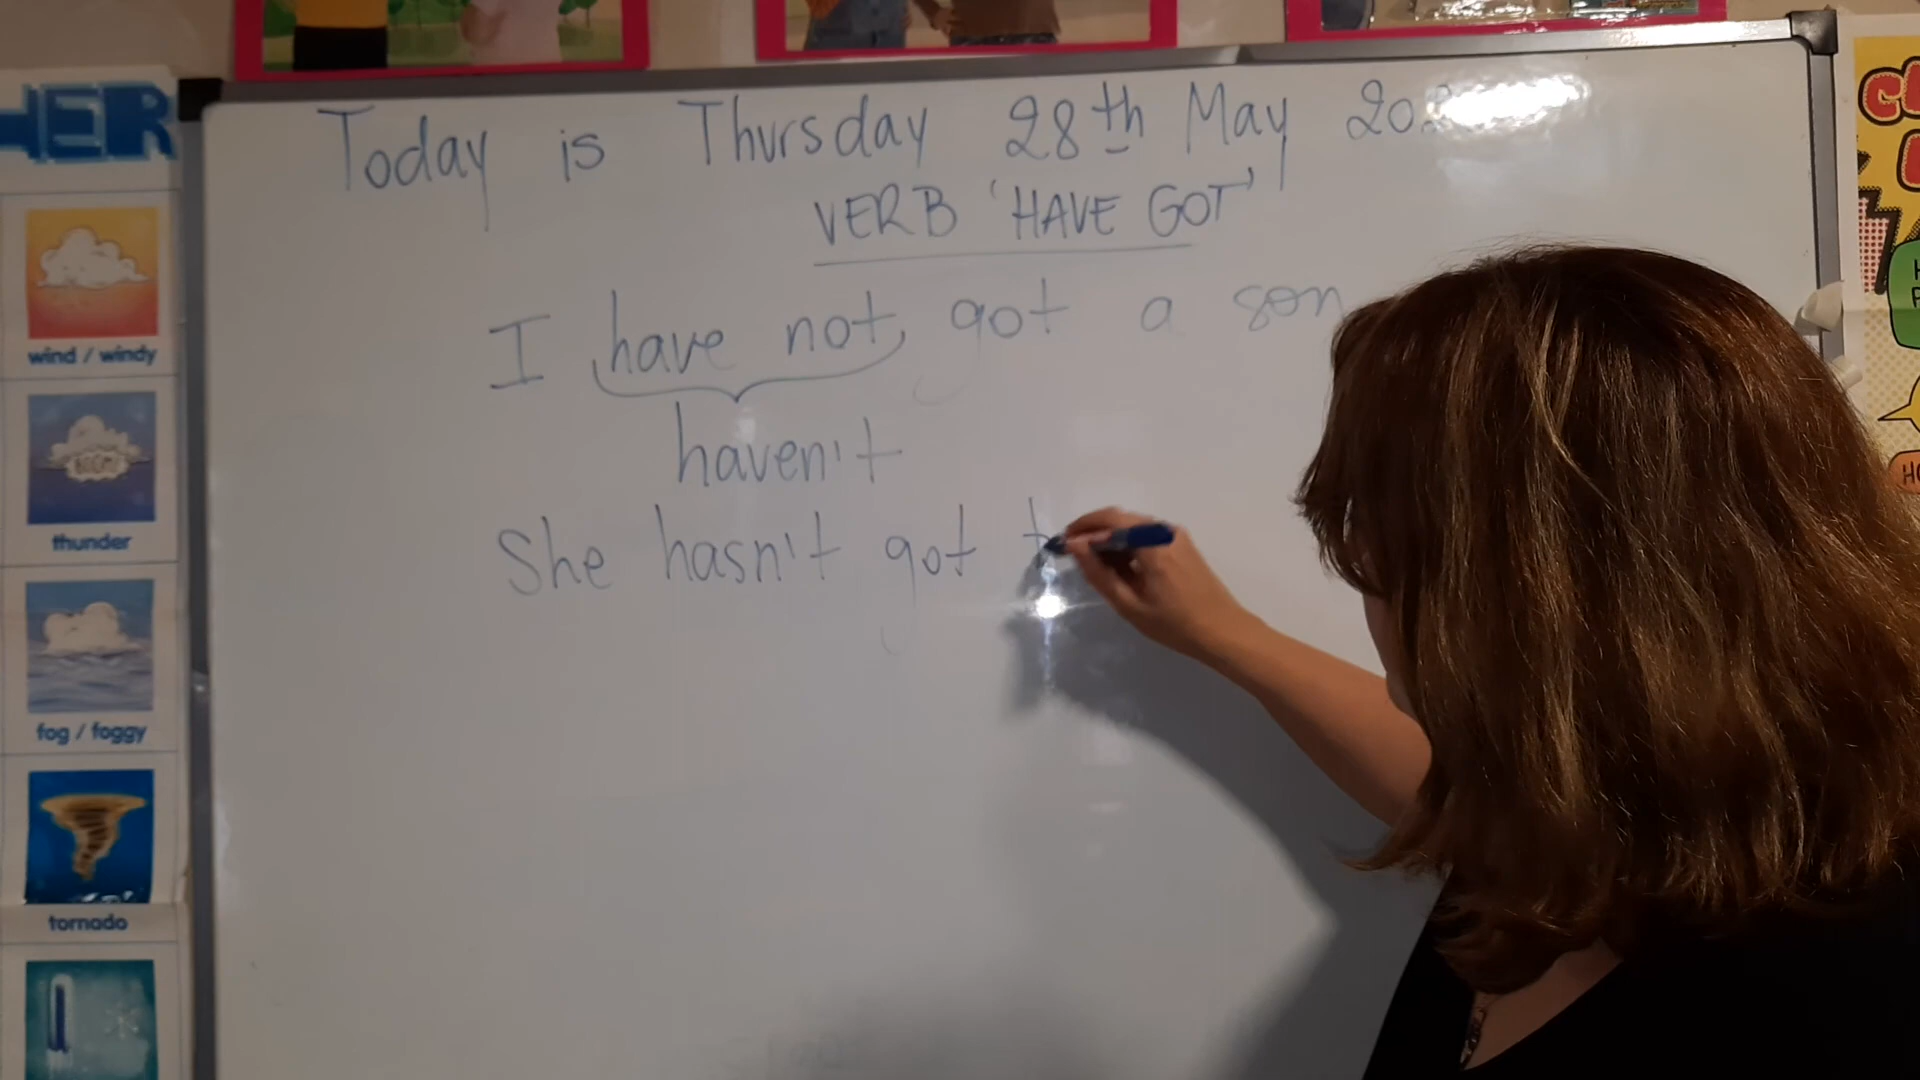 Today is Thursday 28th May
VERB 'HAVE GOT'
I have not got a son
haven't
She hasn't got
HER
wind / windy
thunder
fog / foggy
tornado